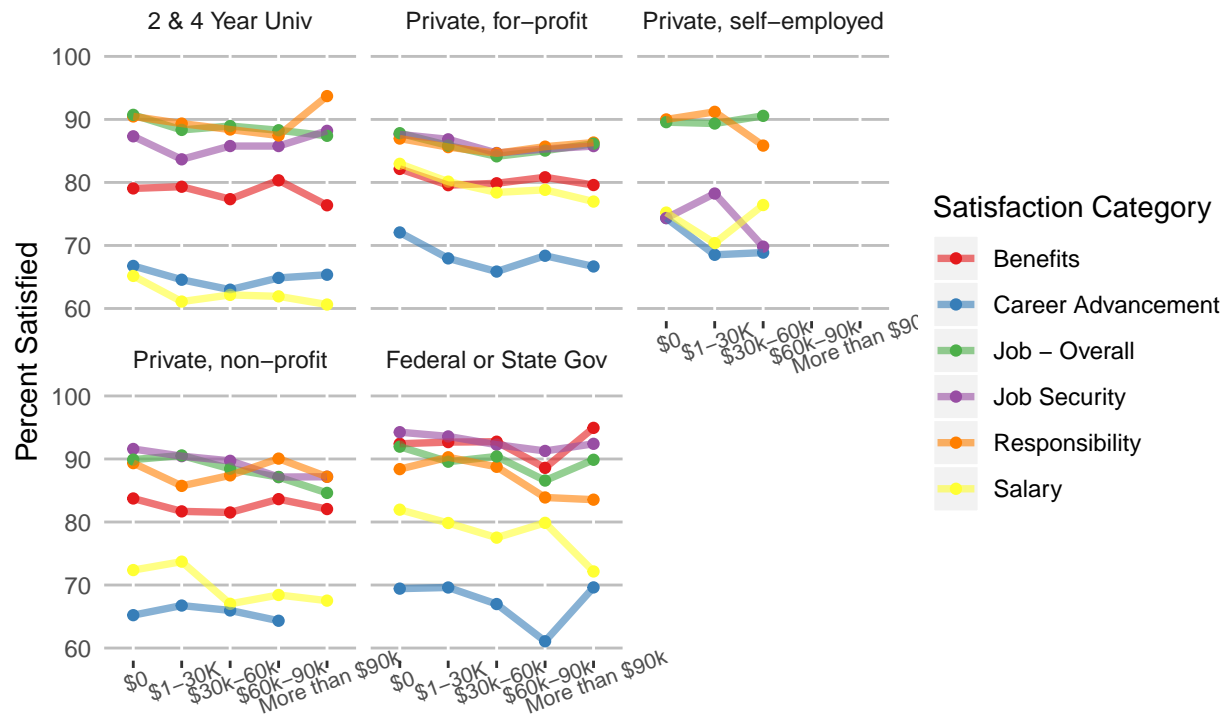 2 & 4 Year Univ
Private, for−profit
Private, self−employed
100
90
80
70
60
$0
$1−30K
$30k−60k
$60k−90k
More than $90
Private, non−profit
Federal or State Gov
100
90
80
70
60
$0
$1−30K
$30k−60k
$60k−90k
More than $90k
$0
$1−30K
$30k−60k
$60k−90k
More than $90k
Percent Satisfied
Satisfaction Category
Benefits
Career Advancement
Job − Overall
Job Security
Responsibility
Salary